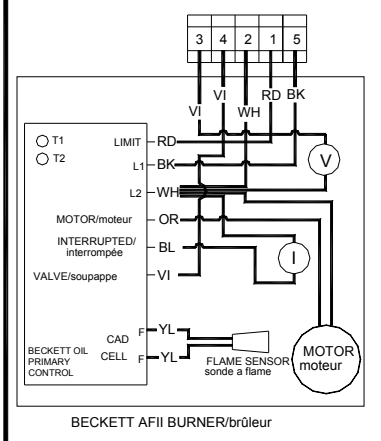 3 4 2 1 5
VI RD BK
VI WH
T1
T2
LIMIT RD
L1 BK
V
L2 WH
MOTOR/moteur OR
INTERRUPTED/
interrompée BL
I
VALVE/soupappe VI
F YL
CAD
CELL F YL
BECKETT OIL
PRIMARY
CONTROL
FLAME SENSOR
sonde a flame
MOTOR
moteur
BECKETT AFII BURNER/brûleur